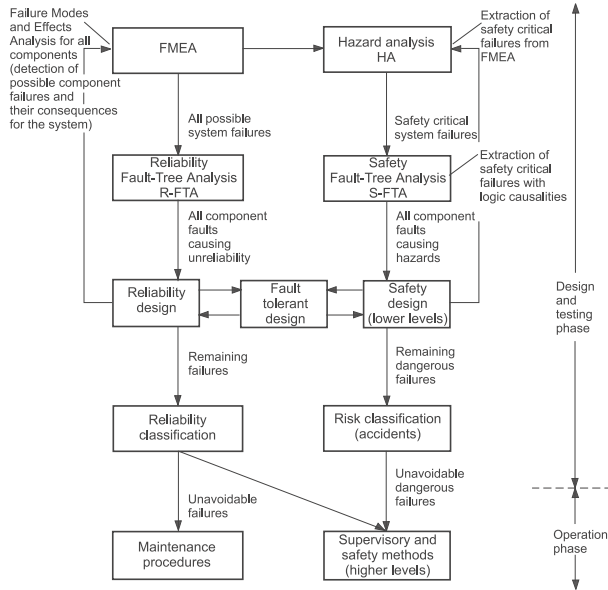 Failure Modes
and Effects
Analysis for all
components
(detection of
possible component
failures and
their consequences
for the system)
FMEA
Hazard analysis
HA
Extraction of
safety critical
failures from
FMEA
All possible
system failures
Safety critical
system failures
Reliability
Fault-Tree Analysis
R-FTA
Safety
Fault-Tree Analysis
S-FTA
Extraction of
safety critical
failures with
logic causalities
All component
faults
causing
unreliability
All component
faults
causing
hazards
Reliability
design
Fault
tolerant
design
Safety
design
(lower levels)
Design and
testing phase
Remaining
failures
Remaining
dangerous
failures
Reliability
classification
Risk classification
(accidents)
Unavoidable
failures
Unavoidable
dangerous
failures
Maintenance
procedures
Supervisory and
safety methods
(higher levels)
Operation
phase